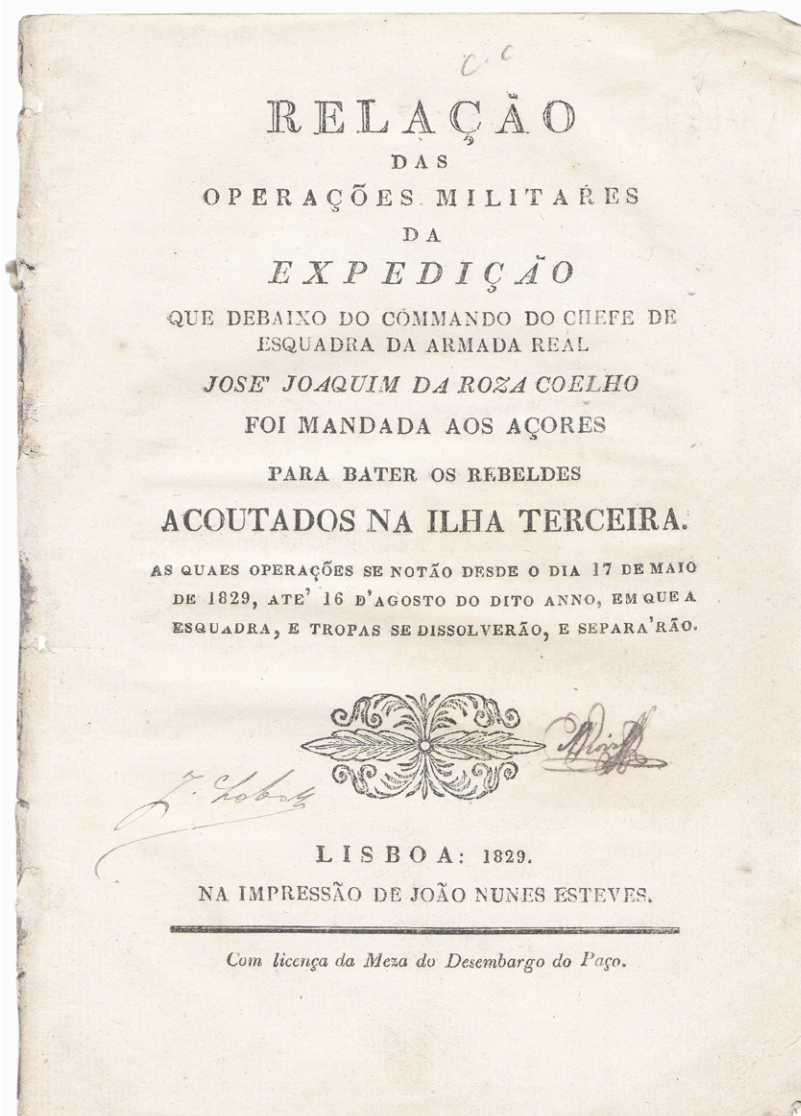 RELAÇÃO
DAS
OPERAÇÕES MILITARES
DA
EXPEDIÇÃO
QUE DEBAIXO DO COMMANDO DO CHEFE DE
ESQUADRA DA ARMADA REAL
JOSE' JOAQUIM DA ROZA COELHO
FOI MANDADA AOS AÇORES
PARA BATER OS REBELDES
ACOUTADOS NA ILHA TERCEIRA.
AS QUAES OPERAÇÕES SE NOTÃO DESDE O DIA 17 DE MAIO
DE 1829, ATE' 16 D'AGOSTO DO DITO ANNO, EM QUE A
ESQUADRA, E TROPAS SE DISSOLVERÃO, E SEPARA'RÃO.
LISBOA: 1829.
NA IMPRESSÃO DE JOÃO NUNES ESTEVES.
Com licença da Meza do Desembargo do Paço.